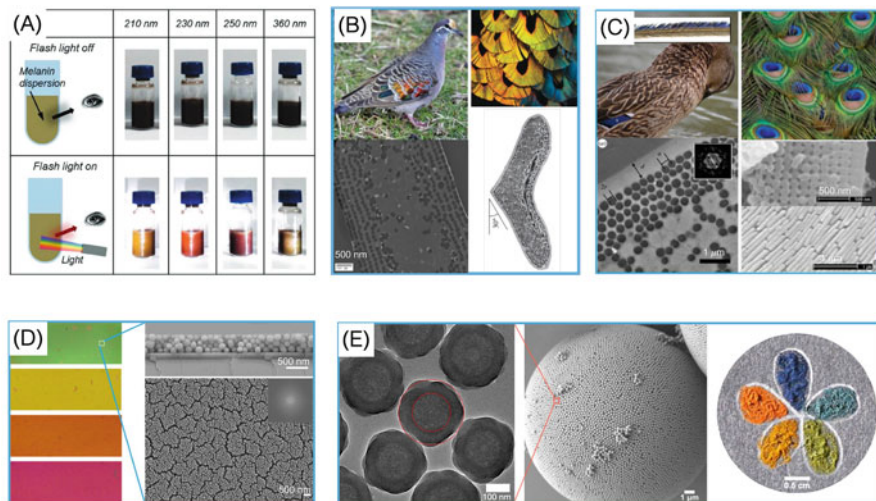 (A)
210 nm 230 nm 250 nm 360 nm
Flash light off
Melanin
dispersion
Flash light on
Light
(B)
500 nm
30°
(C)
500 nm
1 µm
(D)
500 nm
500 nm
(E)
100 nm
1 µm
0.5 cm